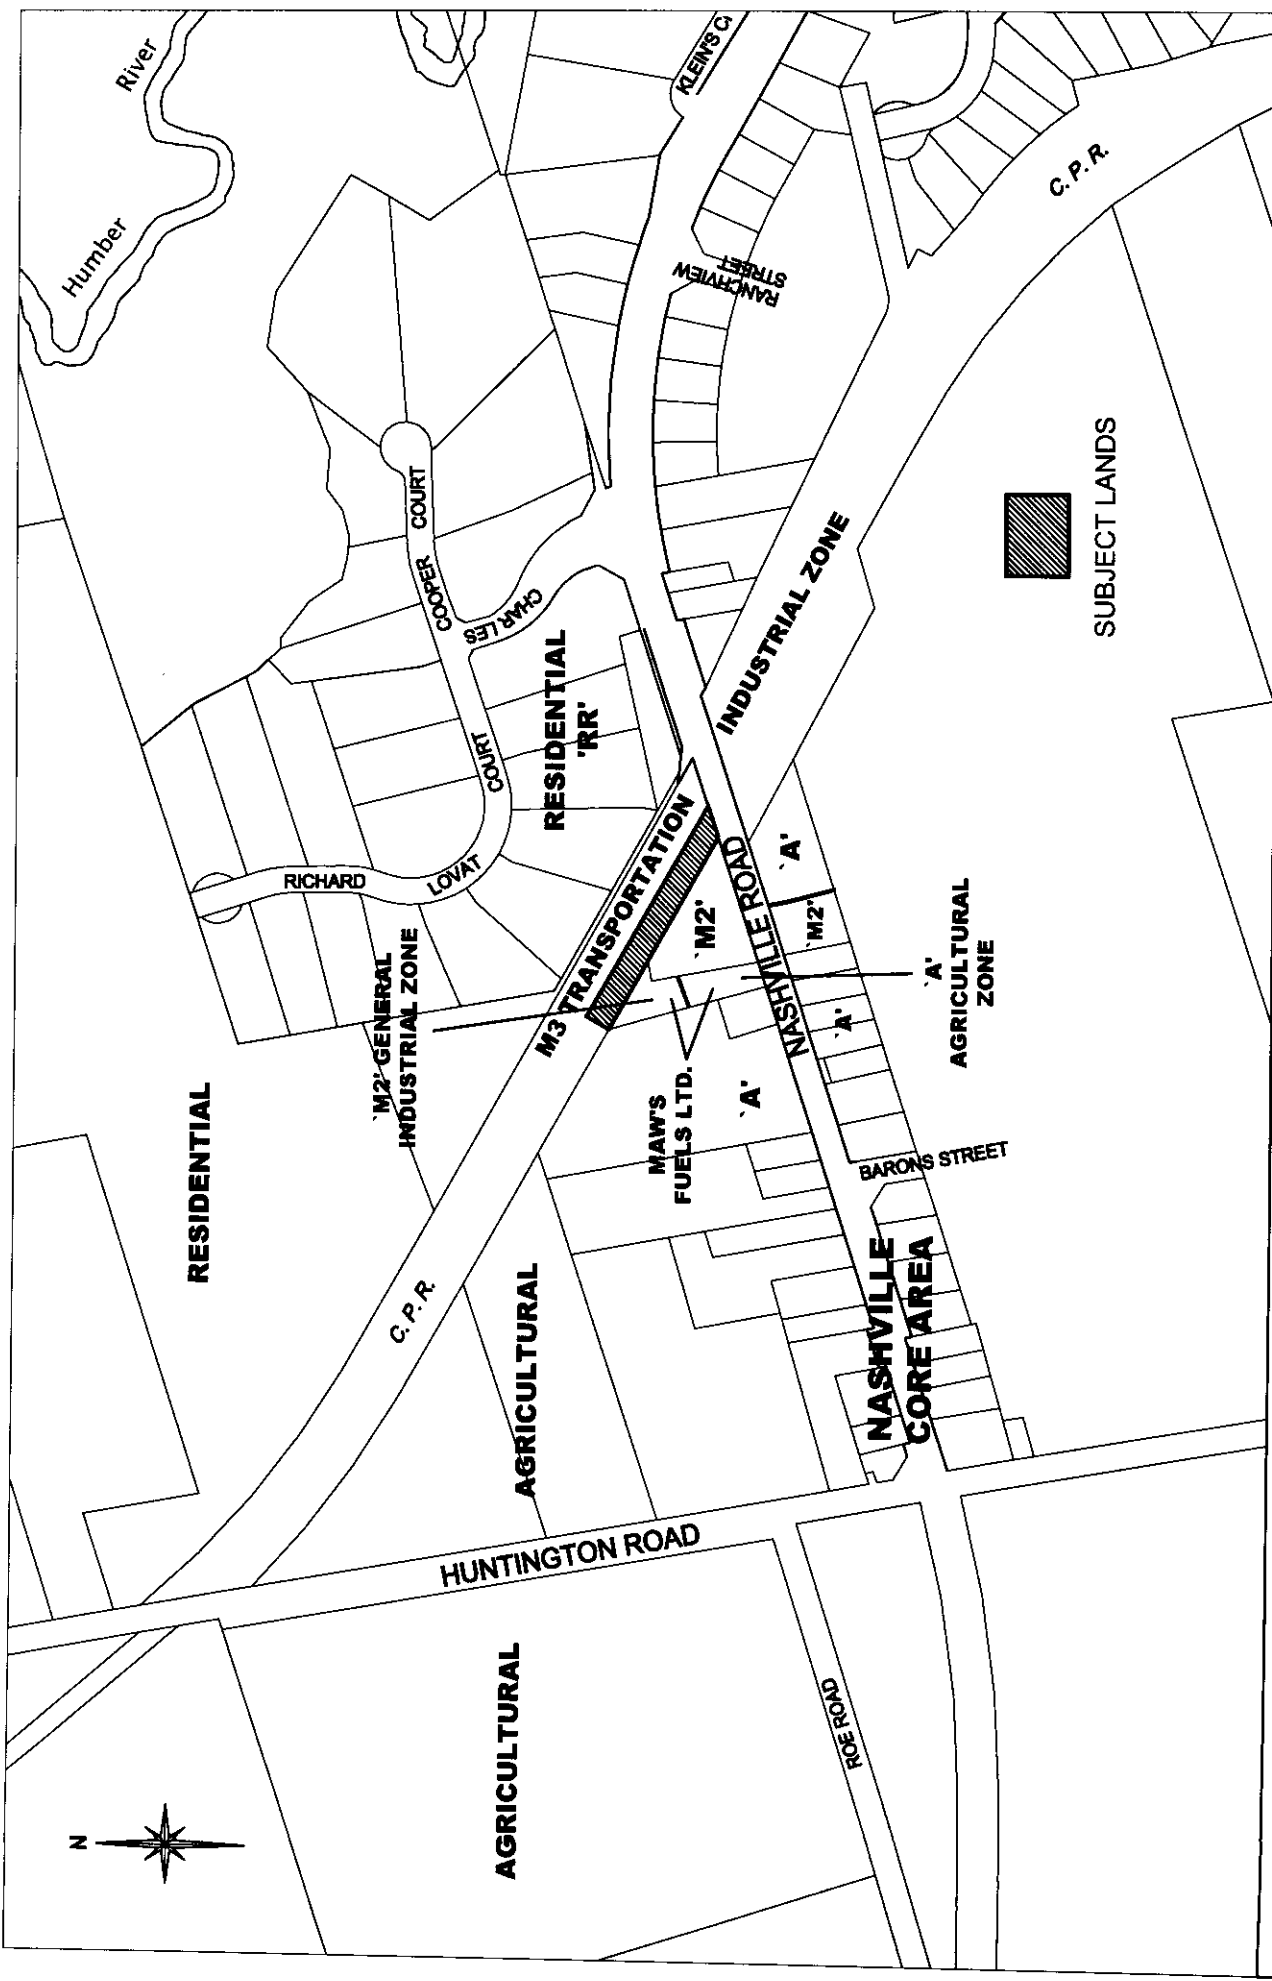 N
Humber
River
KLEIN'S C
RANCHVIEW
STREET
C. P. R.
COOPER COURT
CHARLES
RICHARD
LOVAT
COURT
RESIDENTIAL
'RR'
RESIDENTIAL
`M2' GENERAL
INDUSTRIAL ZONE
M3 TRANSPORTATION
INDUSTRIAL ZONE
C. P. R.
AGRICULTURAL
MAW'S
FUELS LTD.
`M2'
`A'
`A'
`M2'
`A'
`A'
AGRICULTURAL
ZONE
NASHVILLE ROAD
BARONS STREET
NASHVILLE
CORE AREA
HUNTINGTON ROAD
AGRICULTURAL
ROE ROAD
SUBJECT LANDS